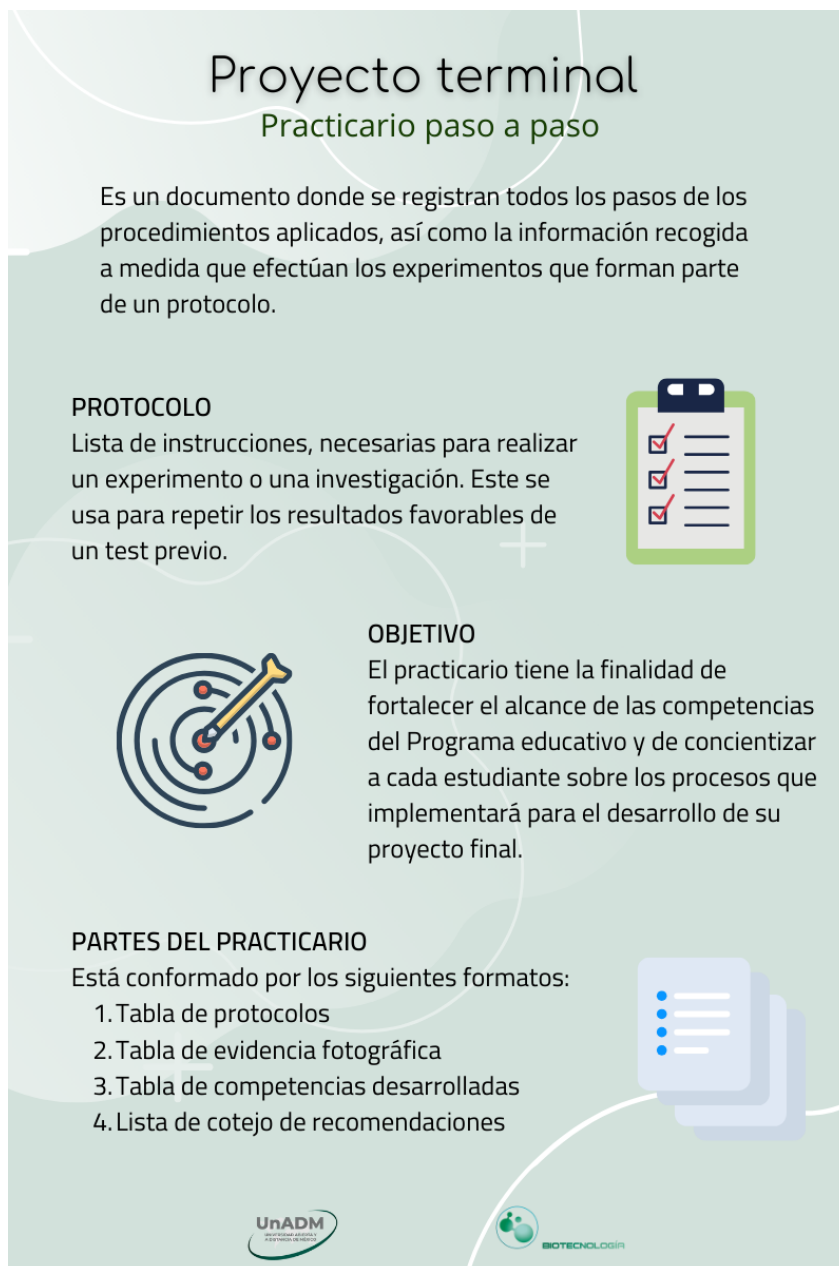 Proyecto terminal
Practicario paso a paso
Es un documento donde se registran todos los pasos de los
procedimientos aplicados, así como la información recogida
a medida que efectúan los experimentos que forman parte
de un protocolo.
PROTOCOLO
Lista de instrucciones, necesarias para realizar
un experimento o una investigación. Este se
usa para repetir los resultados favorables de
un test previo.
OBJETIVO
El practicario tiene la finalidad de
fortalecer el alcance de las competencias
del Programa educativo y de concientizar
a cada estudiante sobre los procesos que
implementará para el desarrollo de su
proyecto final.
PARTES DEL PRACTICARIO
Está conformado por los siguientes formatos:
1. Tabla de protocolos
2. Tabla de evidencia fotográfica
3. Tabla de competencias desarrolladas
4. Lista de cotejo de recomendaciones
UnADM
UNIVERSIDAD ABIERTA Y
A DISTANCIA DE MÉXICO
BIOTECNOLOGÍA